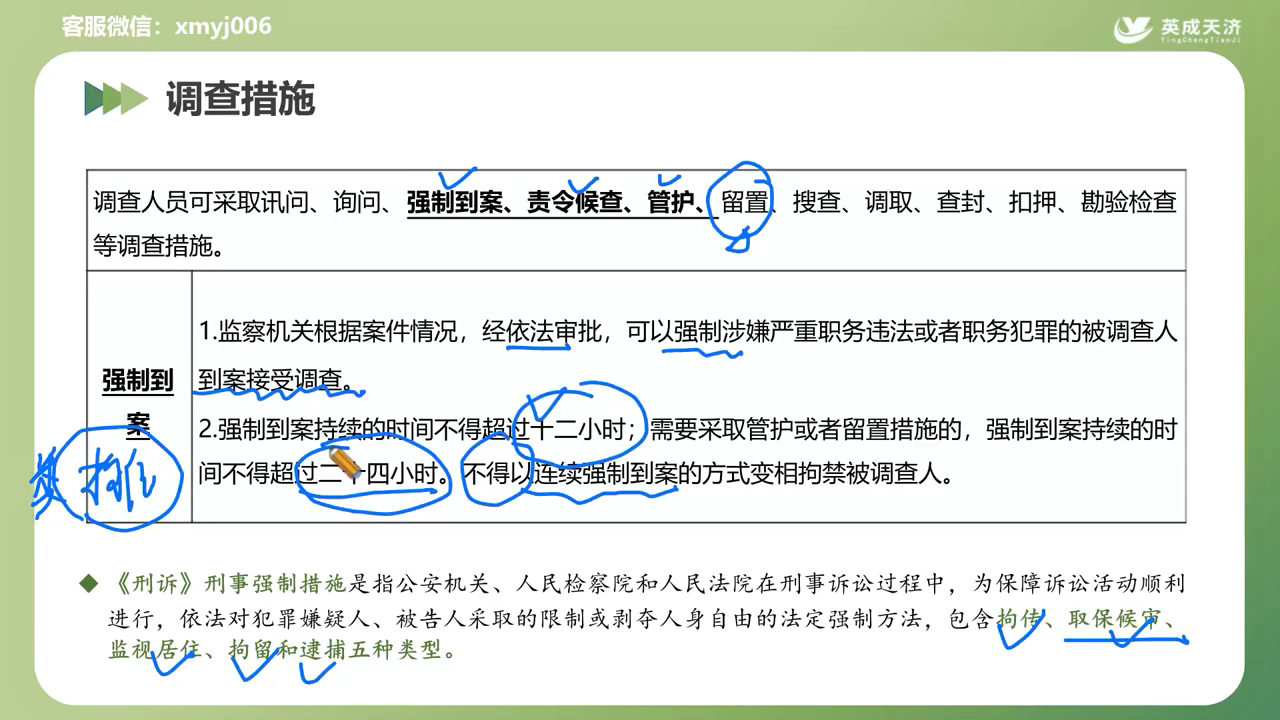 客服微信：xmyj006
英成天济
YingChengTianJi
调查措施
调查人员可采取讯问、询问、强制到案、责令候查、管护、留置、搜查、调取、查封、扣押、勘验检查
等调查措施。
强制到
案
1.监察机关根据案件情况，经依法审批，可以强制涉嫌严重职务违法或者职务犯罪的被调查人
到案接受调查。
2.强制到案持续的时间不得超过十二小时；需要采取管护或者留置措施的，强制到案持续的时
间不得超过二十四小时。不得以连续强制到案的方式变相拘禁被调查人。
◆《刑诉》刑事强制措施是指公安机关、人民检察院和人民法院在刑事诉讼过程中，为保障诉讼活动顺利
进行，依法对犯罪嫌疑人、被告人采取的限制或剥夺人身自由的法定强制方法，包含拘传、取保候审、
监视居住、拘留和逮捕五种类型。